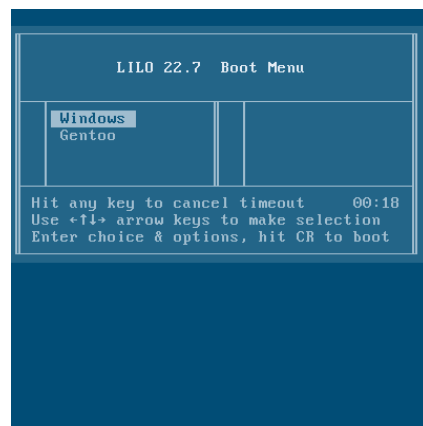 LILO 22.7  Boot Menu
Windows
Gentoo
Hit any key to cancel timeout     00:18
Use ←↑↓→ arrow keys to make selection
Enter choice & options, hit CR to boot